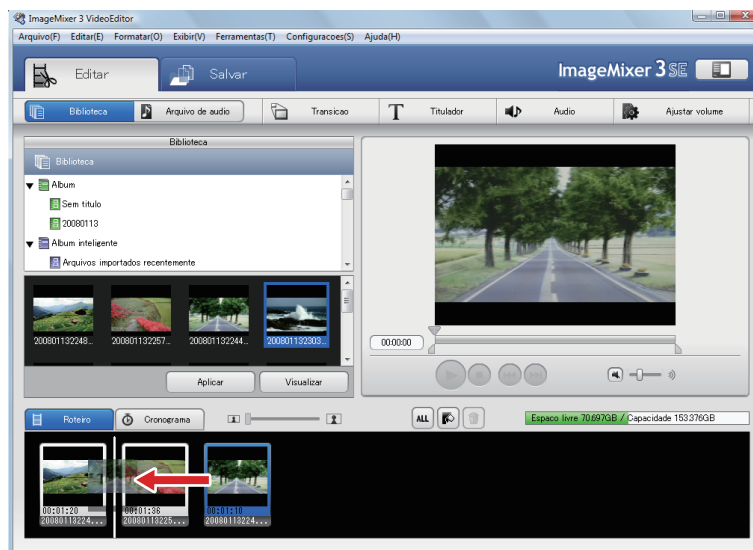 ImageMixer 3 VideoEditor
Arquivo(F) Editar(E) Formatar(O) Exibir(V) Ferramentas(T) Configuracoes(S) Ajuda(H)
Editar Salvar ImageMixer 3 SE
Biblioteca Arquivo de audio Transicao T Titulador Audio Ajustar volume
Biblioteca
Biblioteca
Album
Sem titulo
20080113
Album inteligente
Arquivos importados recentemente
200801132248... 200801132257... 200801132244... 200801132303...
00:00:00
Aplicar Visualizar
Roteiro Cronograma ALL Espaco livre 70.697GB / Capacidade 153.376GB
00:01:20 00:01:36 00:01:10
20080113224... 20080113225... 20080113224...